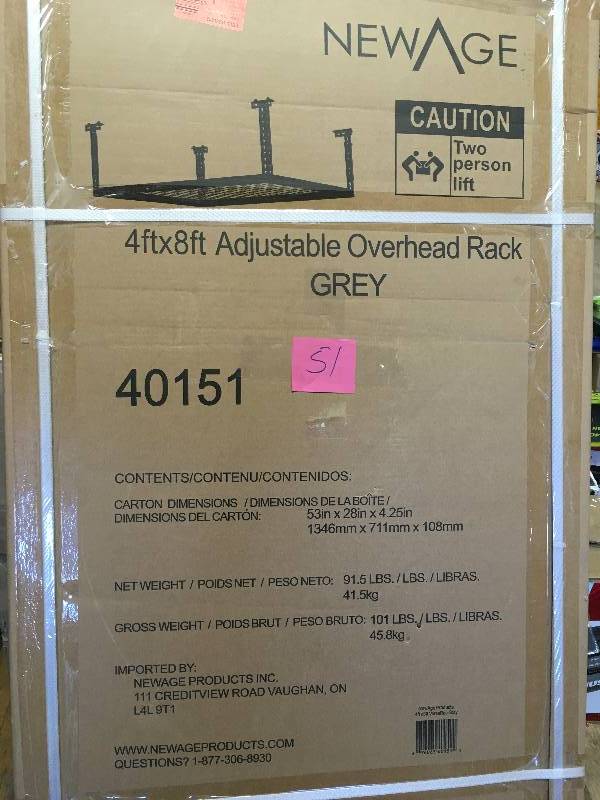 NEWAGE
CAUTION
Two
person
lift
4ftx8ft Adjustable Overhead Rack
GREY
51
40151
CONTENTS/CONTENU/CONTENIDOS:
CARTON DIMENSIONS / DIMENSIONS DE LA BOÎTE /
DIMENSIONS DEL CARTÓN: 53in x 28in x 4.25in
1346mm x 711mm x 108mm
NET WEIGHT / POIDS NET / PESO NETO: 91.5 LBS. / LBS. / LIBRAS.
41.5kg
GROSS WEIGHT / POIDS BRUT / PESO BRUTO: 101 LBS. / LBS. / LIBRAS.
45.8kg
IMPORTED BY:
NEWAGE PRODUCTS INC.
111 CREDITVIEW ROAD VAUGHAN, ON
L4L 9T1
WWW.NEWAGEPRODUCTS.COM
QUESTIONS? 1-877-306-8930
NewAge Products